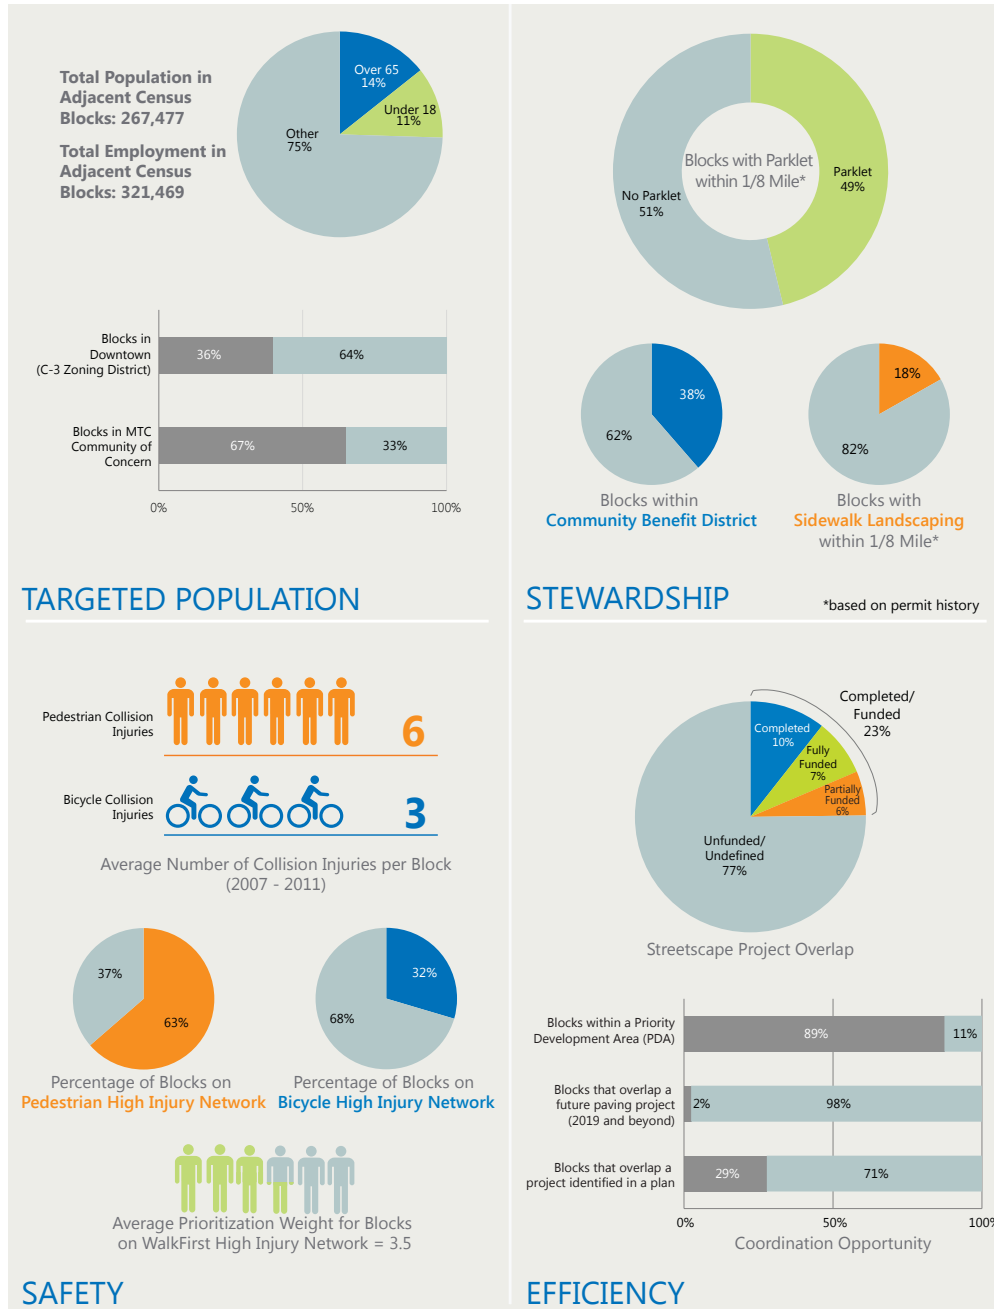 Total Population in
Adjacent Census
Blocks: 267,477
Total Employment in
Adjacent Census
Blocks: 321,469
Over 65
14%
Under 18
11%
Other
75%
Blocks in
Downtown
(C-3 Zoning District)
36%
64%
Blocks in MTC
Community of
Concern
67%
33%
0%
50%
100%
TARGETED POPULATION
Blocks with Parklet
within 1/8 Mile*
Parklet
49%
No Parklet
51%
38%
62%
Blocks within
Community Benefit District
18%
82%
Blocks with
Sidewalk Landscaping
within 1/8 Mile*
STEWARDSHIP
*based on permit history
Pedestrian Collision
Injuries
6
Bicycle Collision
Injuries
3
Average Number of Collision Injuries per Block
(2007 - 2011)
37%
63%
Percentage of Blocks on
Pedestrian High Injury Network
32%
68%
Percentage of Blocks on
Bicycle High Injury Network
Average Prioritization Weight for Blocks
on WalkFirst High Injury Network = 3.5
SAFETY
Completed/
Funded
23%
Completed
10%
Fully
Funded
7%
Partially
Funded
6%
Unfunded/
Undefined
77%
Streetscape Project Overlap
Blocks within a Priority
Development Area (PDA)
89%
11%
Blocks that overlap a
future paving project
(2019 and beyond)
2%
98%
Blocks that overlap a
project identified in a plan
29%
71%
0%
50%
100%
Coordination Opportunity
EFFICIENCY